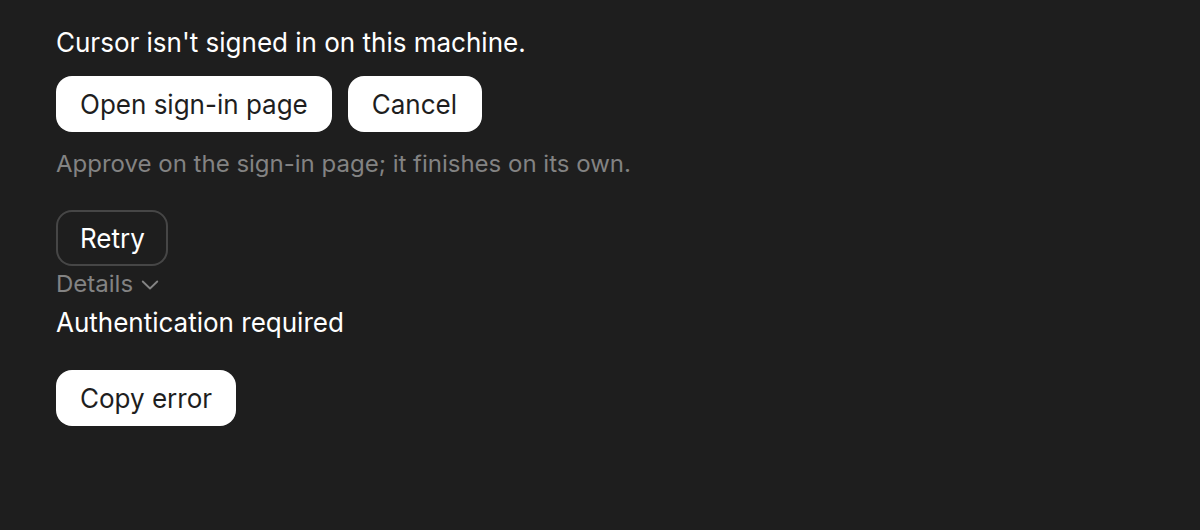 Cursor isn't signed in on this machine.
Open sign-in page Cancel
Approve on the sign-in page; it finishes on its own.
Retry
Details
Authentication required
Copy error